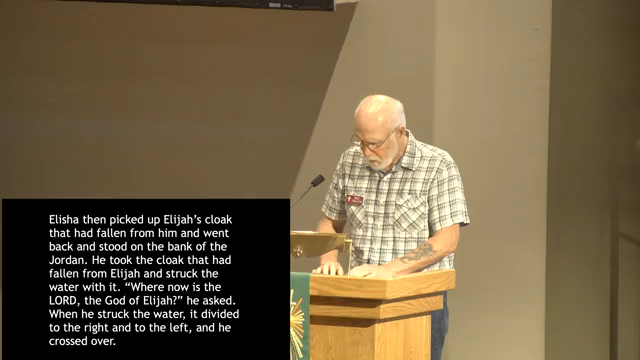 Elisha then picked up Elijah's cloak
that had fallen from him and went
back and stood on the bank of the
Jordan. He took the cloak that had
fallen from Elijah and struck the
water with it. “Where now is the
LORD, the God of Elijah?” he asked.
When he struck the water, it divided
to the right and to the left, and he
crossed over.